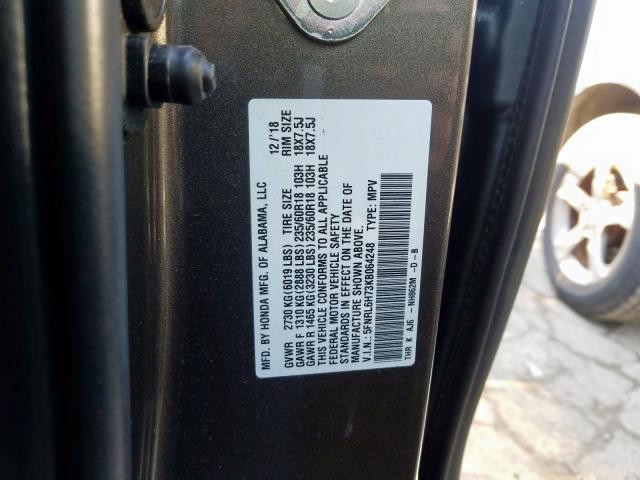 MFD. BY HONDA MFG. OF ALABAMA, LLC 12/'18
GVWR 2730 KG(6019 LBS) TIRE SIZE RIM SIZE
GAWR F 1310 KG(2888 LBS) 235/60R18 103H 18X7.5J
GAWR R 1465 KG(3230 LBS) 235/60R18 103H 18X7.5J
THIS VEHICLE CONFORMS TO ALL APPLICABLE
FEDERAL MOTOR VEHICLE SAFETY
STANDARDS IN EFFECT ON THE DATE OF
MANUFACTURE SHOWN ABOVE.
V.I.N.: 5FNRL6H73KB064248 TYPE: MPV
THR K AJ6 - NH862M -D-B